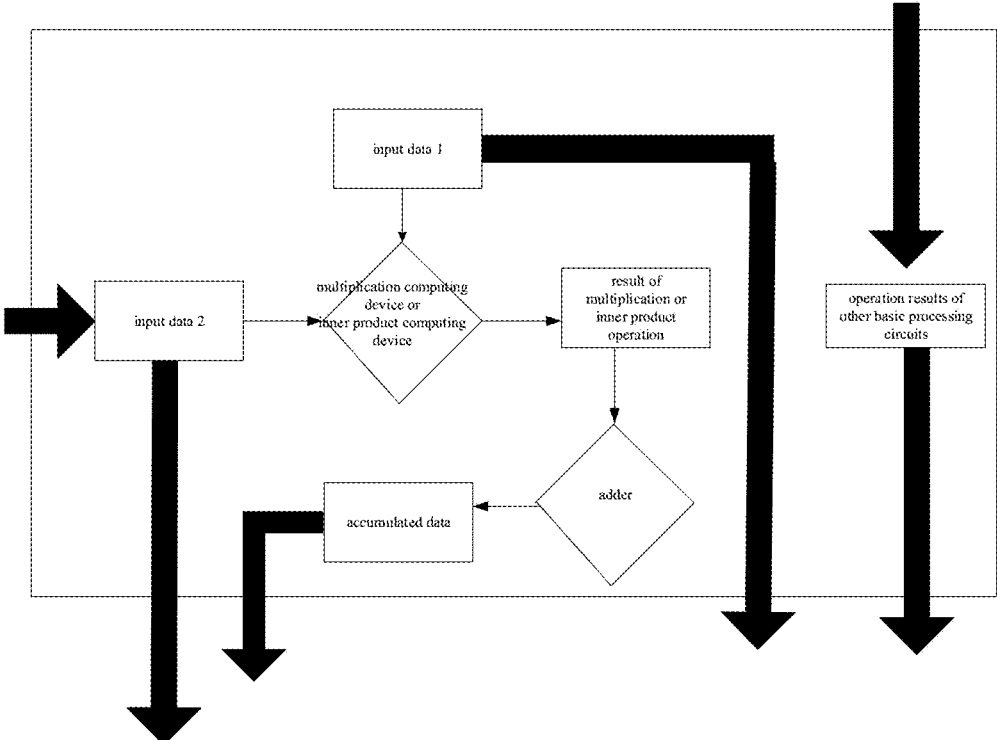 input data 1
multiplication computing
device or
inner product computing
device
input data 2
result of
multiplication or
inner product
operation
operation results of
other basic processing
circuits
adder
accumulated data